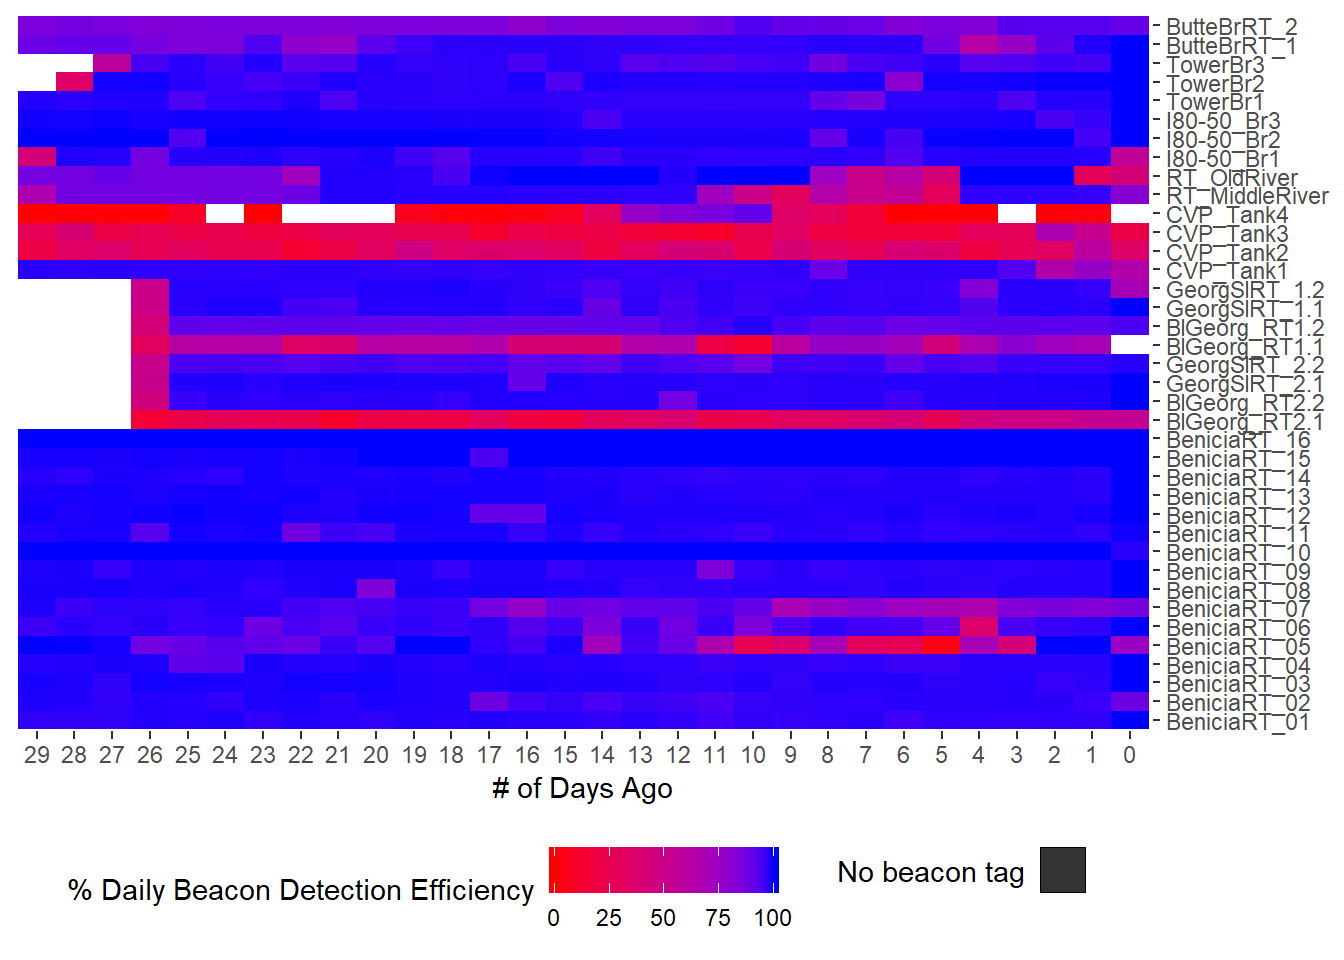 ButteBrRT_2
ButteBrRT_1
TowerBr3
TowerBr2
TowerBr1
I80-50_Br3
I80-50_Br2
I80-50_Br1
RT_OldRiver
RT_MiddleRiver
CVP_Tank4
CVP_Tank3
CVP_Tank2
CVP_Tank1
GeorgSlRT_1.2
GeorgSlRT_1.1
BlGeorg_RT1.2
BlGeorg_RT1.1
GeorgSlRT_2.2
GeorgSlRT_2.1
BlGeorg_RT2.2
BlGeorg_RT2.1
BeniciaRT_16
BeniciaRT_15
BeniciaRT_14
BeniciaRT_13
BeniciaRT_12
BeniciaRT_11
BeniciaRT_10
BeniciaRT_09
BeniciaRT_08
BeniciaRT_07
BeniciaRT_06
BeniciaRT_05
BeniciaRT_04
BeniciaRT_03
BeniciaRT_02
BeniciaRT_01
29 28 27 26 25 24 23 22 21 20 19 18 17 16 15 14 13 12 11 10 9 8 7 6 5 4 3 2 1 0
# of Days Ago
% Daily Beacon Detection Efficiency
0 25 50 75 100
No beacon tag